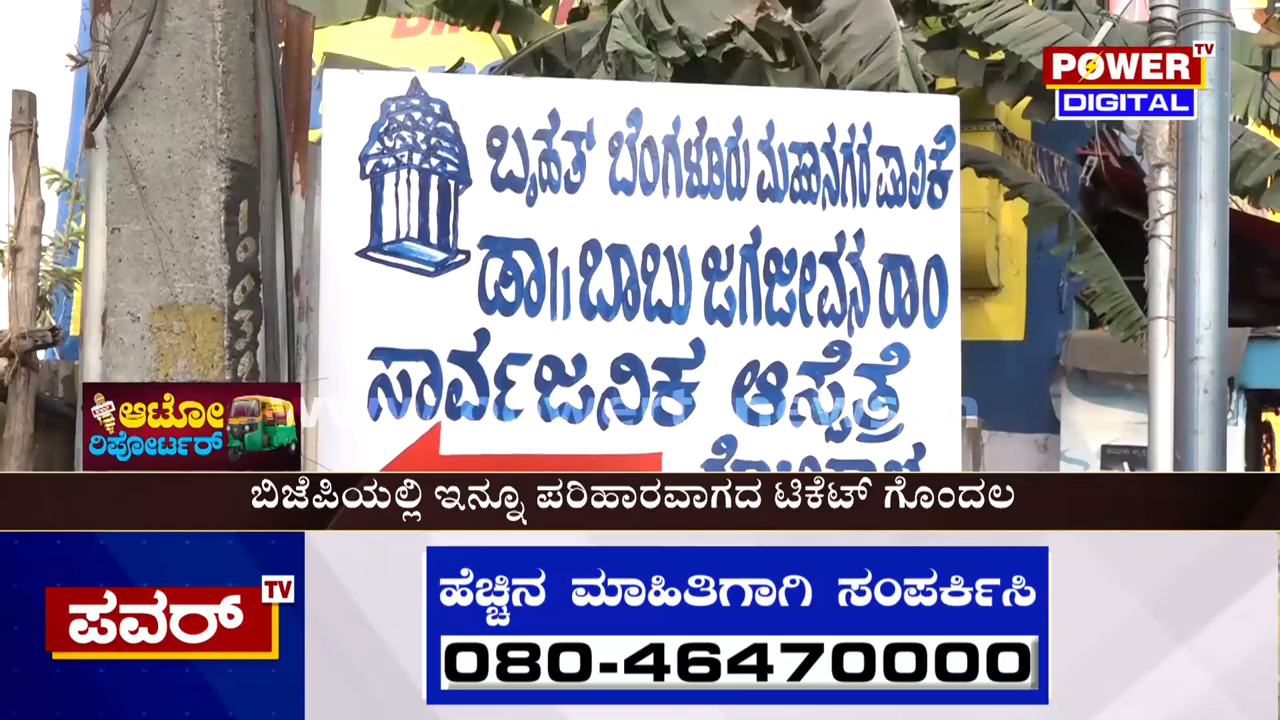 POWER TV
DIGITAL
ಬೃಹತ್ ಬೆಂಗಳೂರು ಮಹಾನಗರ ಪಾಲಿಕೆ
ಡಾ|| ಬಾಬು ಜಗಜೀವನ ರಾಂ
ಸಾರ್ವಜನಿಕ ಆಸ್ಪತ್ರೆ
ಆಟೋ
ರಿಪೋರ್ಟರ್
ಬಿಜೆಪಿಯಲ್ಲಿ ಇನ್ನೂ ಪರಿಹಾರವಾಗದ ಟಿಕೆಟ್ ಗೊಂದಲ
ಪವರ್ TV
ಹೆಚ್ಚಿನ ಮಾಹಿತಿಗಾಗಿ ಸಂಪರ್ಕಿಸಿ
080-46470000